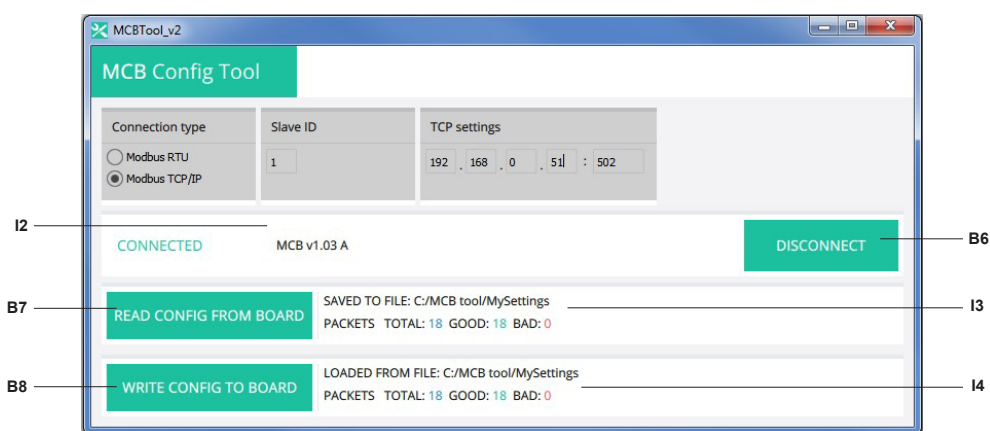 MCBTool_v2
MCB Config Tool
Connection type
Slave ID
TCP settings
Modbus RTU
Modbus TCP/IP
1
192 . 168 . 0 . 51 : 502
I2
CONNECTED
MCB v1.03 A
DISCONNECT
B6
B7
READ CONFIG FROM BOARD
SAVED TO FILE: C:/MCB tool/MySettings
PACKETS TOTAL: 18 GOOD: 18 BAD: 0
I3
B8
WRITE CONFIG TO BOARD
LOADED FROM FILE: C:/MCB tool/MySettings
PACKETS TOTAL: 18 GOOD: 18 BAD: 0
I4